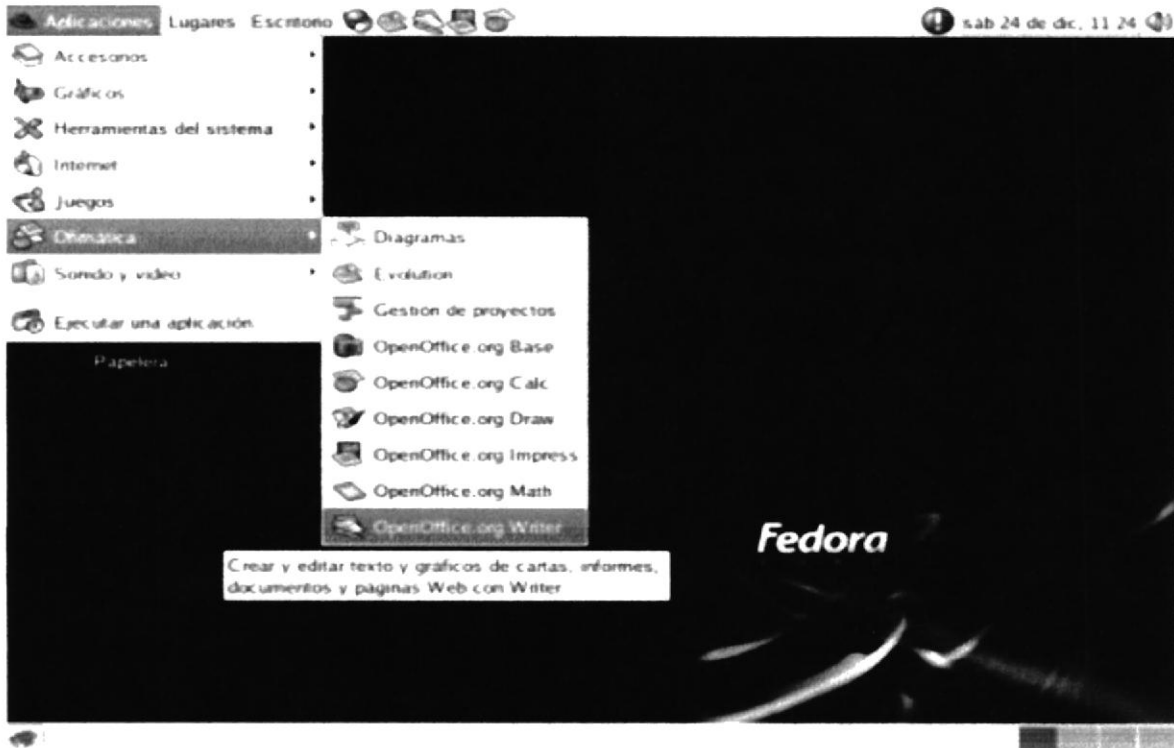 Aplicaciones Lugares Escritorio
sáb 24 de dic, 11:24
Accesorios
Gráficos
Herramientas del sistema
Internet
Juegos
Ofimática
Sonido y vídeo
Ejecutar una aplicación
Papelera
Diagramas
Evolution
Gestión de proyectos
OpenOffice.org Base
OpenOffice.org Calc
OpenOffice.org Draw
OpenOffice.org Impress
OpenOffice.org Math
OpenOffice.org Writer
Crear y editar texto y gráficos de cartas, informes,
documentos y páginas Web con Writer
Fedora